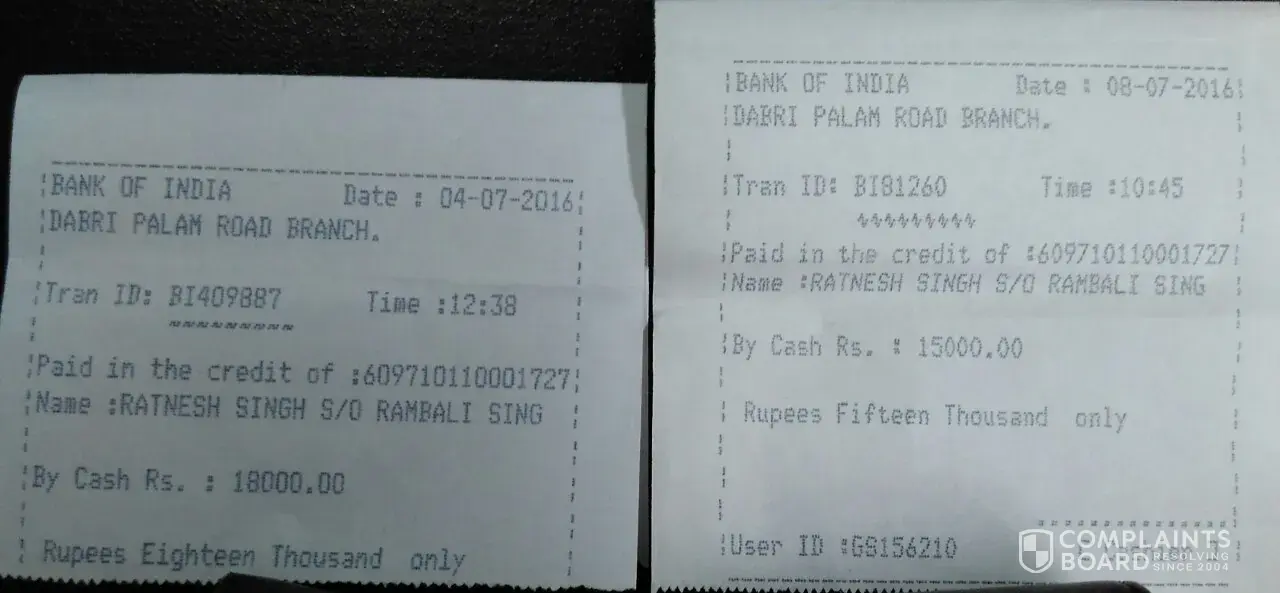 BANK OF INDIA Date : 04-07-2016
DABRI PALAM ROAD BRANCH.
Tran ID: BI409887 Time :12:38
Paid in the credit of :609710110001727
Name :RATNESH SINGH S/O RAMBALI SING
By Cash Rs. : 18000.00
Rupees Eighteen Thousand only
BANK OF INDIA Date : 08-07-2016
DABRI PALAM ROAD BRANCH.
Tran ID: BI81260 Time :10:45
Paid in the credit of :609710110001727
Name :RATNESH SINGH S/O RAMBALI SING
By Cash Rs. : 15000.00
Rupees Fifteen Thousand only
User ID :GS156210
COMPLAINTS
BOARD RESOLVING
SINCE 2004